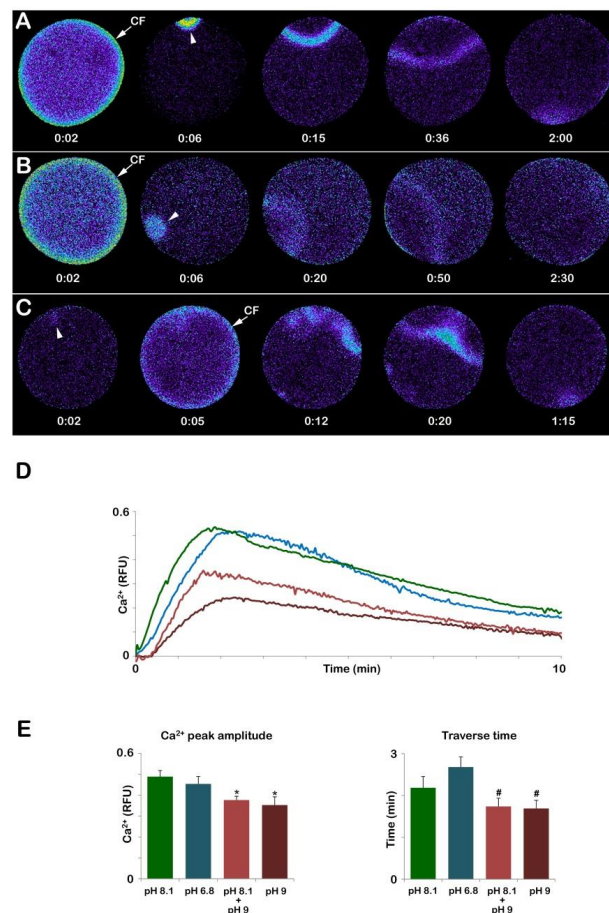 A
CF
0:02
0:06
0:15
0:36
2:00
B
CF
0:02
0:06
0:20
0:50
2:30
C
CF
0:02
0:05
0:12
0:20
1:15
D
0.6
Ca²⁺ (RFU)
0
0
Time (min)
10
E
Ca²⁺ peak amplitude
0.6
Ca²⁺ (RFU)
0
*
*
pH 8.1
pH 6.8
pH 8.1
+
pH 9
pH 9
Traverse time
3
Time (min)
0
#
#
pH 8.1
pH 6.8
pH 8.1
+
pH 9
pH 9